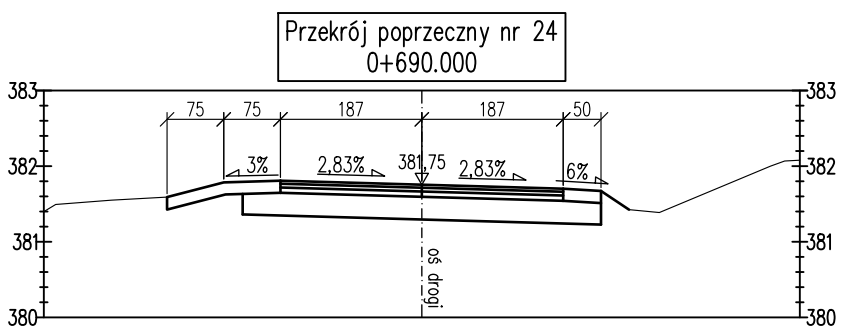 Przekrój poprzeczny nr 24
0+690.000
383 383
75 75 187 187 50
382 3% 2,83% 381,75 2,83% 6% 382
381 381
oś drogi
380 380